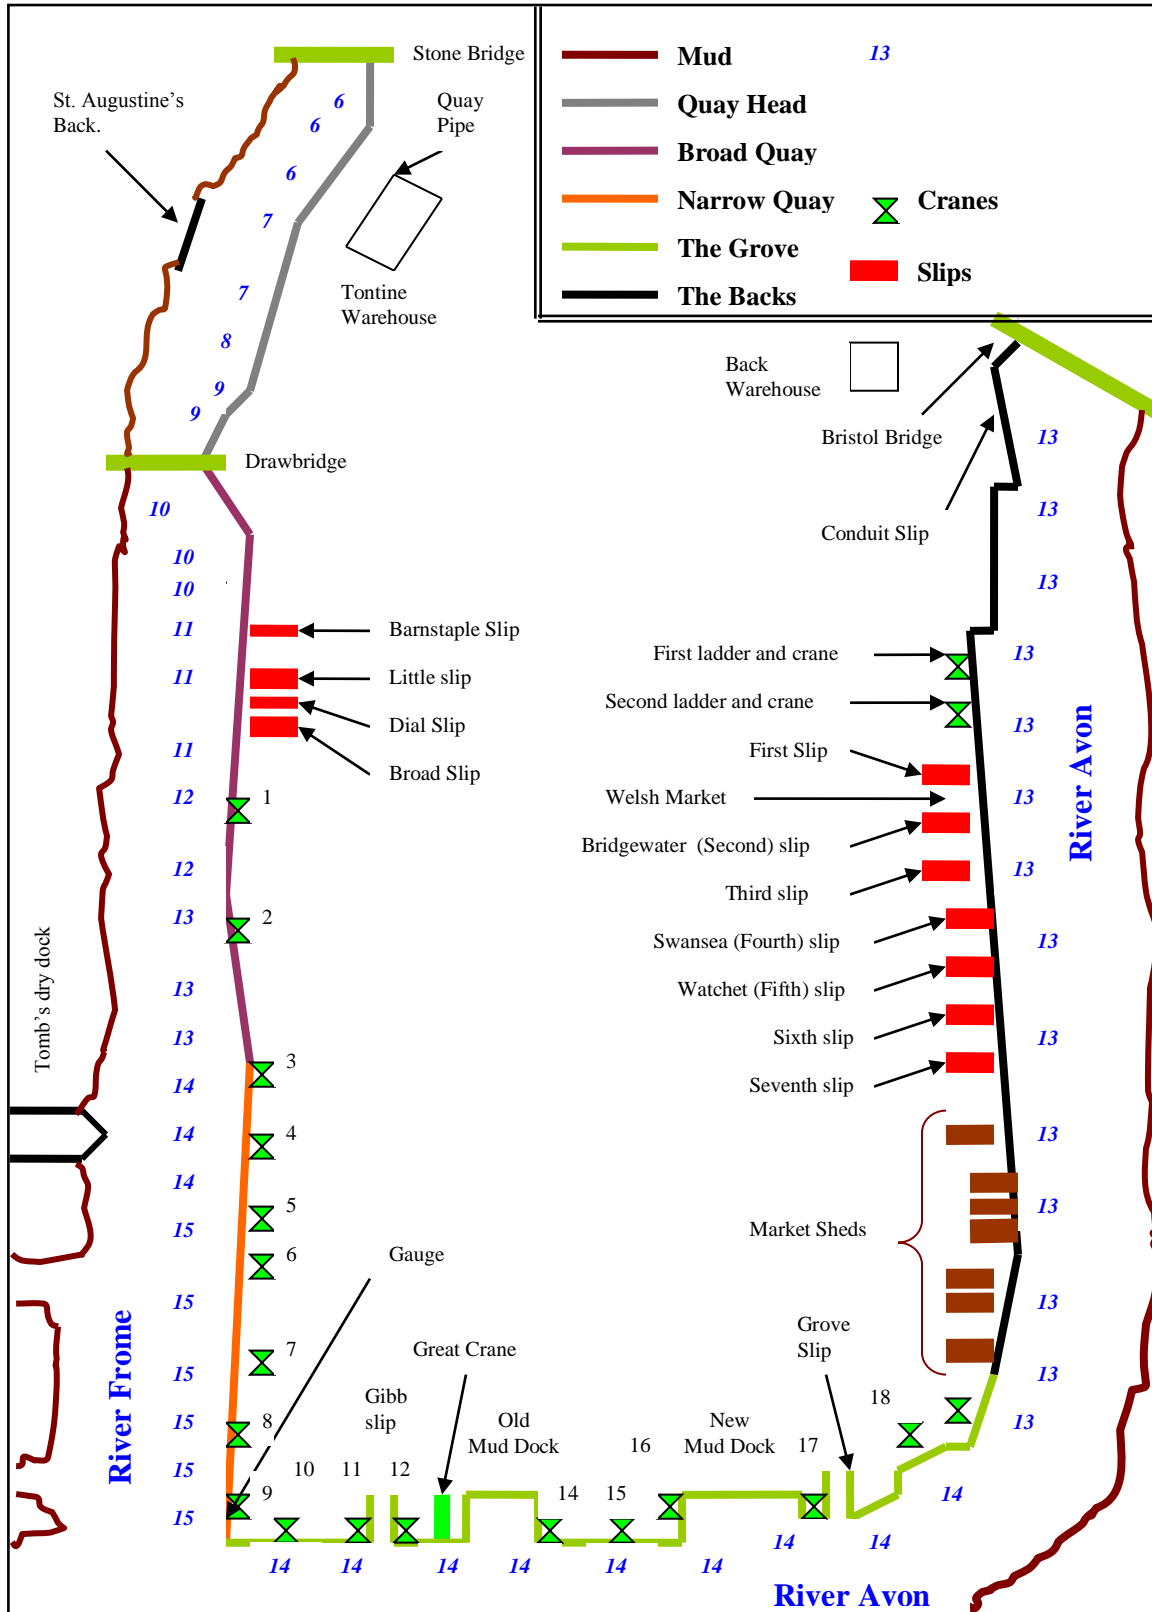 Stone Bridge
St. Augustine's
Back.
Quay
Pipe
Mud
13
Quay Head
Broad Quay
Narrow Quay
Cranes
The Grove
Slips
The Backs
6
6
6
7
7
8
9
9
Tontine
Warehouse
Back
Warehouse
Bristol Bridge
Conduit Slip
Drawbridge
10
10
10
11
11
11
12
12
13
13
13
14
14
14
15
15
15
15
15
15
Barnstaple Slip
Little slip
Dial Slip
Broad Slip
1
2
3
4
5
6
7
8
9
Tomb's dry dock
River Frome
Gauge
Great Crane
Gibb
slip
Old
Mud Dock
New
Mud Dock
Grove
Slip
10
11
12
14
15
16
17
18
First ladder and crane
Second ladder and crane
First Slip
Welsh Market
Bridgewater (Second) slip
Third slip
Swansea (Fourth) slip
Watchet (Fifth) slip
Sixth slip
Seventh slip
Market Sheds
River Avon
13
13
13
13
13
13
13
13
13
13
13
13
13
13
14
14
14
14
14
14
14
14
14
River Avon